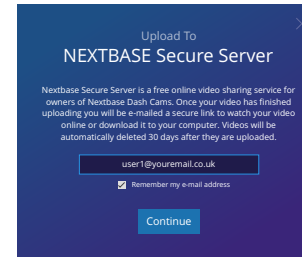 Upload To
NEXTBASE Secure Server
Nextbase Secure Server is a free online video sharing service for
owners of Nextbase Dash Cams. Once your video has finished
uploading you will be e-mailed a secure link to watch your video
online or download it to your computer. Videos will be
automatically deleted 30 days after they are uploaded.
user1@youremail.co.uk
Remember my e-mail address
Continue